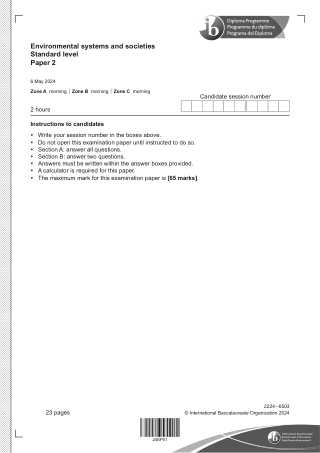 Diploma Programme
Programme du diplôme
Programa del Diploma
Environmental systems and societies
Standard level
Paper 2
6 May 2024
Zone A morning | Zone B morning | Zone C morning
Candidate session number
2 hours
Instructions to candidates
• Write your session number in the boxes above.
• Do not open this examination paper until instructed to do so.
• Section A: answer all questions.
• Section B: answer two questions.
• Answers must be written within the answer boxes provided.
• A calculator is required for this paper.
• The maximum mark for this examination paper is [65 marks].
2224–6503
23 pages
© International Baccalaureate Organization 2024